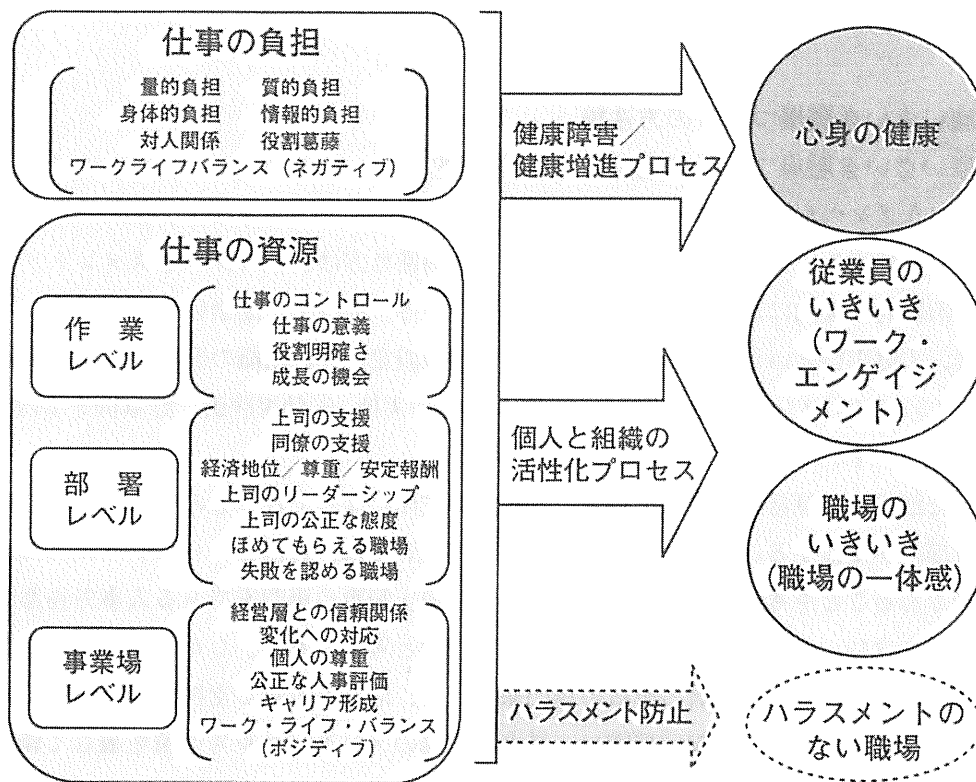 仕事の負担
量的負担 質的負担
身体的負担 情報的負担
対人関係 役割葛藤
ワークライフバランス（ネガティブ）
仕事の資源
作業
レベル
仕事のコントロール
仕事の意義
役割明確さ
成長の機会
部署
レベル
上司の支援
同僚の支援
経済地位／尊重／安定報酬
上司のリーダーシップ
上司の公正な態度
ほめてもらえる職場
失敗を認める職場
事業場
レベル
経営層との信頼関係
変化への対応
個人の尊重
公正な人事評価
キャリア形成
ワーク・ライフ・バランス
（ポジティブ）
健康障害／
健康増進プロセス
個人と組織の
活性化プロセス
ハラスメント防止
心身の健康
従業員の
いきいき
（ワーク・
エンゲイジ
メント）
職場の
いきいき
（職場の一体感）
ハラスメントの
ない職場